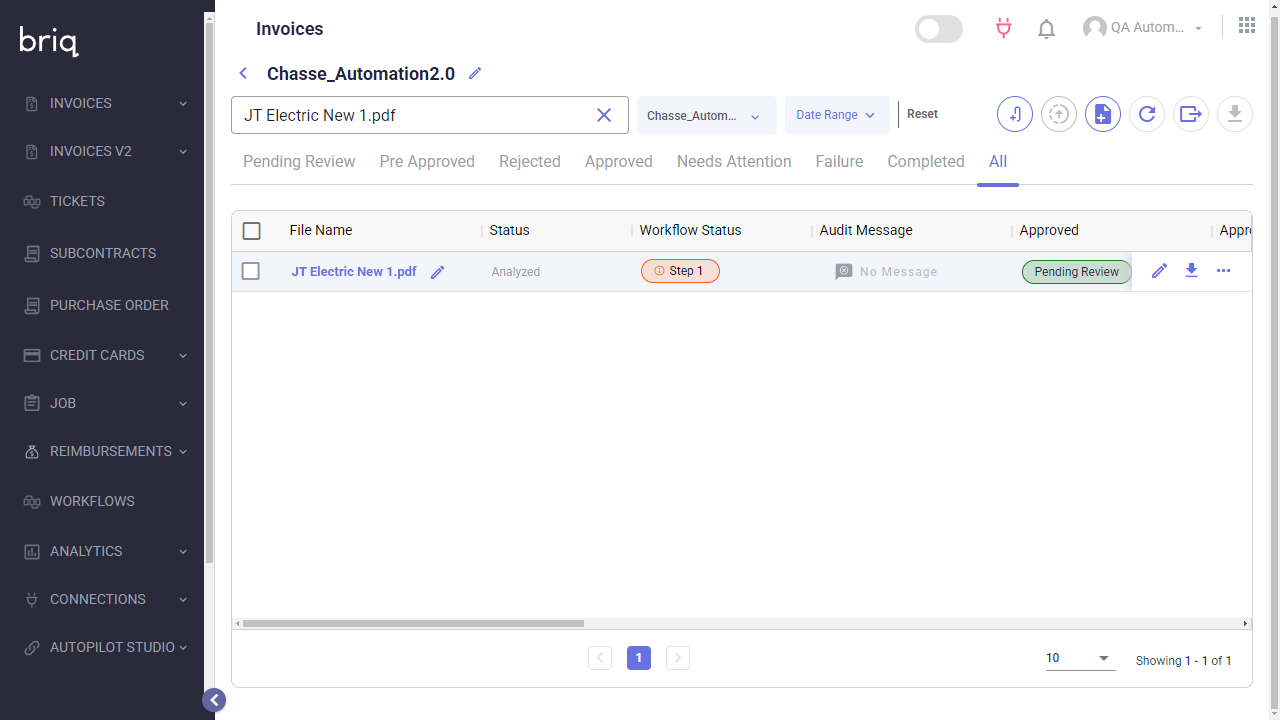 briq
INVOICES
INVOICES V2
TICKETS
SUBCONTRACTS
PURCHASE ORDER
CREDIT CARDS
JOB
REIMBURSEMENTS
WORKFLOWS
ANALYTICS
CONNECTIONS
AUTOPILOT STUDIO
Invoices
QA Autom...
Chasse_Automation2.0
JT Electric New 1.pdf
Chasse_Autom...
Date Range
Reset
Pending Review
Pre Approved
Rejected
Approved
Needs Attention
Failure
Completed
All
File Name
Status
Workflow Status
Audit Message
Approved
Appr
JT Electric New 1.pdf
Analyzed
Step 1
No Message
Pending Review
1
10
Showing 1 - 1 of 1